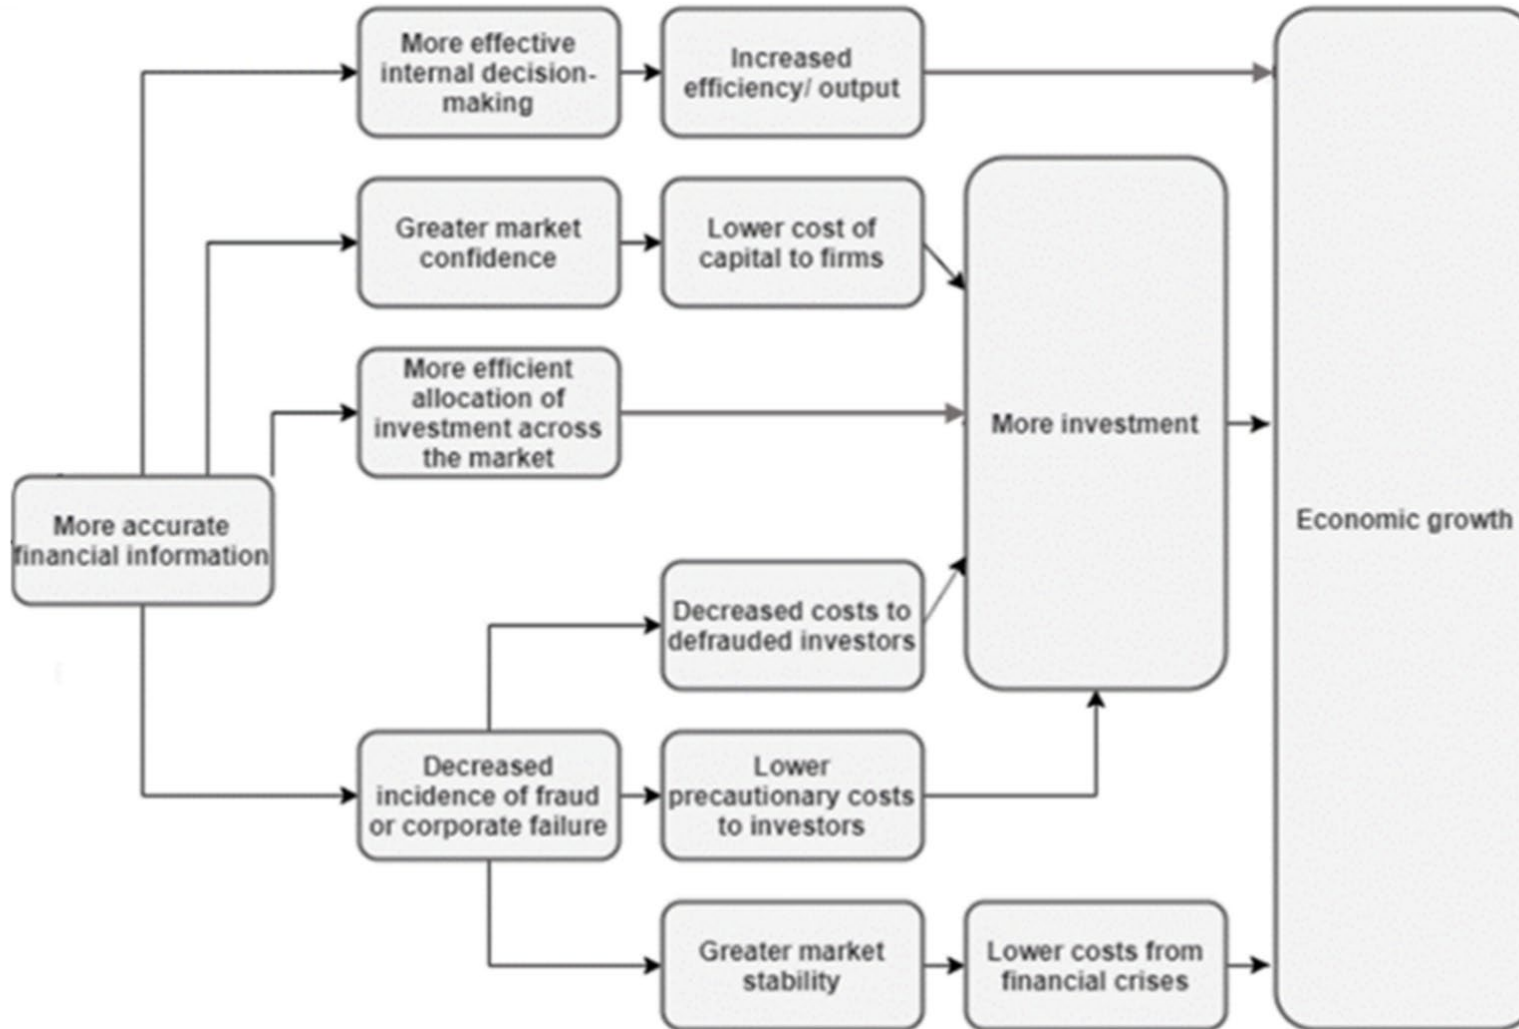 More effective
internal decision-
making
Increased
efficiency/ output
Greater market
confidence
Lower cost of
capital to firms
More efficient
allocation of
investment across
the market
More investment
Economic growth
More accurate
financial information
Decreased costs to
defrauded investors
Decreased
incidence of fraud
or corporate failure
Lower
precautionary costs
to investors
Greater market
stability
Lower costs from
financial crises